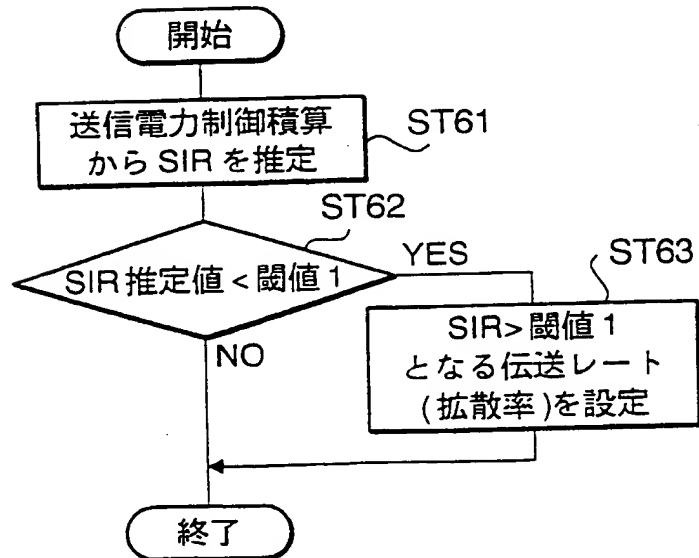 開始
送信電力制御積算
からSIRを推定
ST61
ST62
SIR推定値<閾値1
YES
ST63
SIR>閾値1
となる伝送レート
(拡散率)を設定
NO
終了